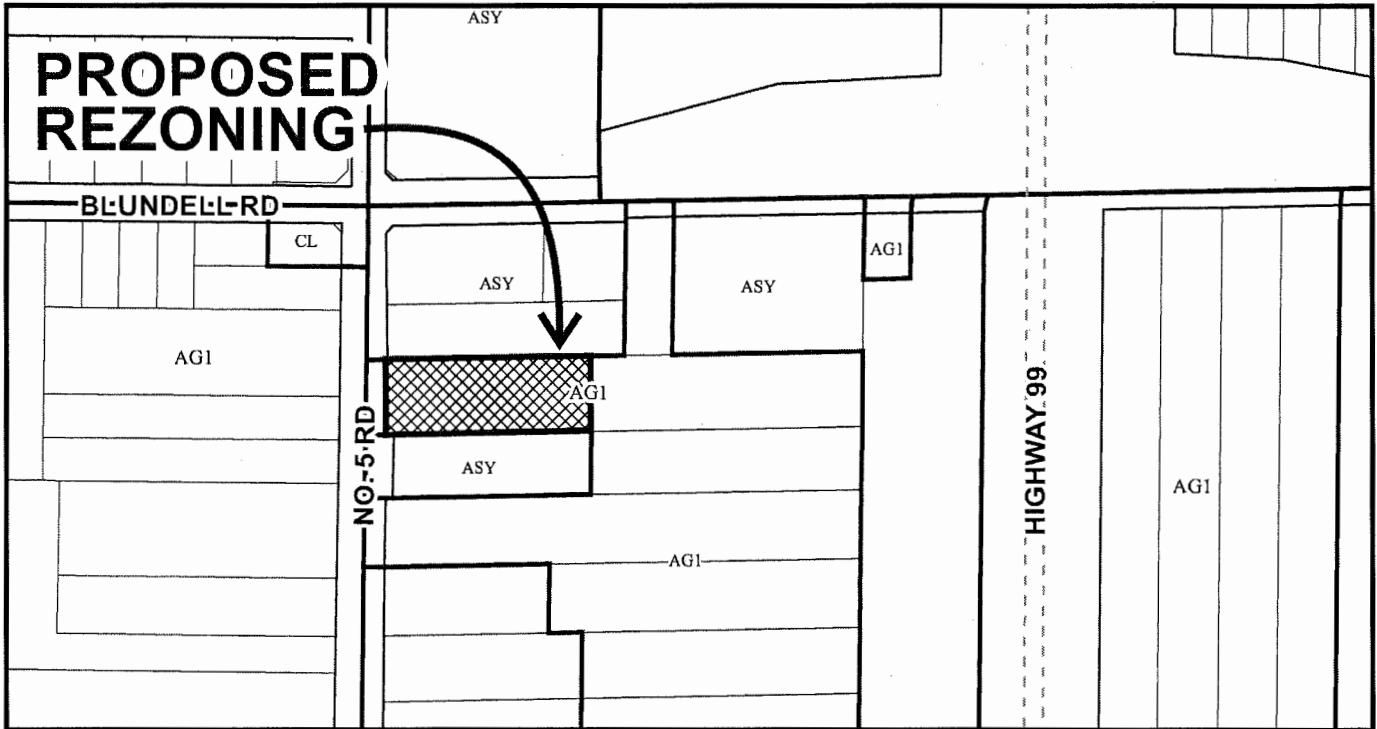 ASY
PROPOSED
REZONING
BLUNDELL RD
CL
ASY
ASY
AG1
AG1
AG1
NO. 5 RD
ASY
HIGHWAY 99
AG1
AG1